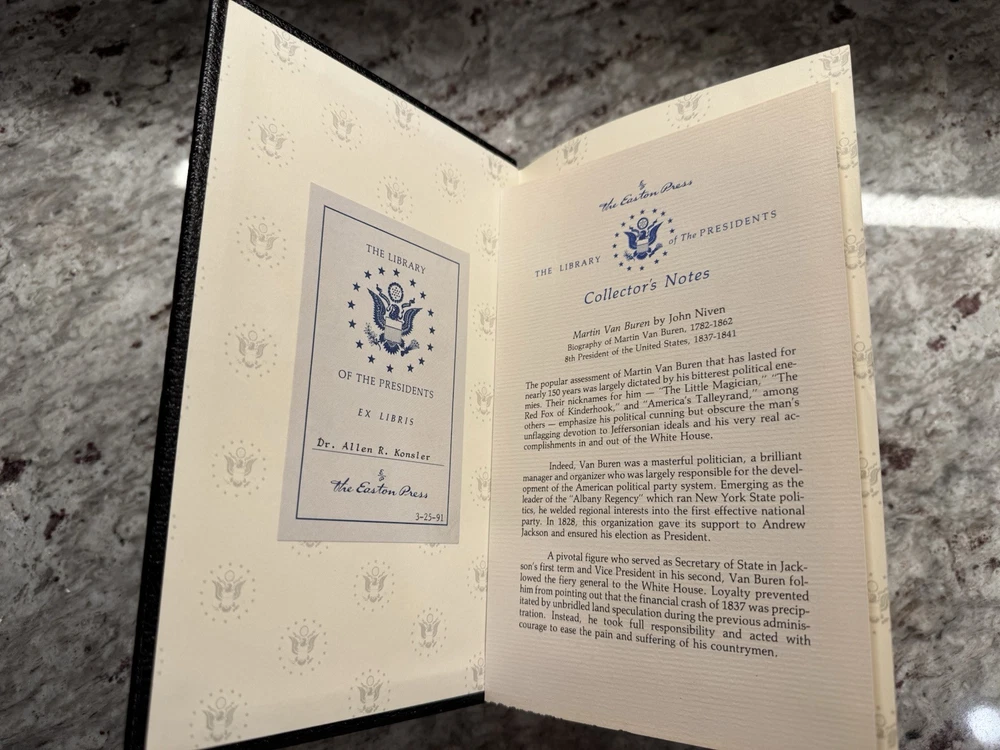 THE LIBRARY
OF THE PRESIDENTS
EX LIBRIS
Dr. Allen R. Konsler
The Easton Press
3-25-91
The Easton Press
THE LIBRARY of The PRESIDENTS
Collector's Notes
Martin Van Buren by John Niven
Biography of Martin Van Buren, 1782-1862
8th President of the United States, 1837-1841
The popular assessment of Martin Van Buren that has lasted for
nearly 150 years was largely dictated by his bitterest political ene-
mies. Their nicknames for him — "The Little Magician," "The
Red Fox of Kinderhook," and "America's Talleyrand," among
others — emphasize his political cunning but obscure the man's
unflagging devotion to Jeffersonian ideals and his very real ac-
complishments in and out of the White House.
Indeed, Van Buren was a masterful politician, a brilliant
manager and organizer who was largely responsible for the devel-
opment of the American political party system. Emerging as the
leader of the "Albany Regency" which ran New York State poli-
tics, he welded regional interests into the first effective national
party. In 1828, this organization gave its support to Andrew
Jackson and ensured his election as President.
A pivotal figure who served as Secretary of State in Jack-
son's first term and Vice President in his second, Van Buren fol-
lowed the fiery general to the White House. Loyalty prevented
him from pointing out that the financial crash of 1837 was precip-
itated by unbridled land speculation during the previous adminis-
tration. Instead, he took full responsibility and acted with
courage to ease the pain and suffering of his countrymen.